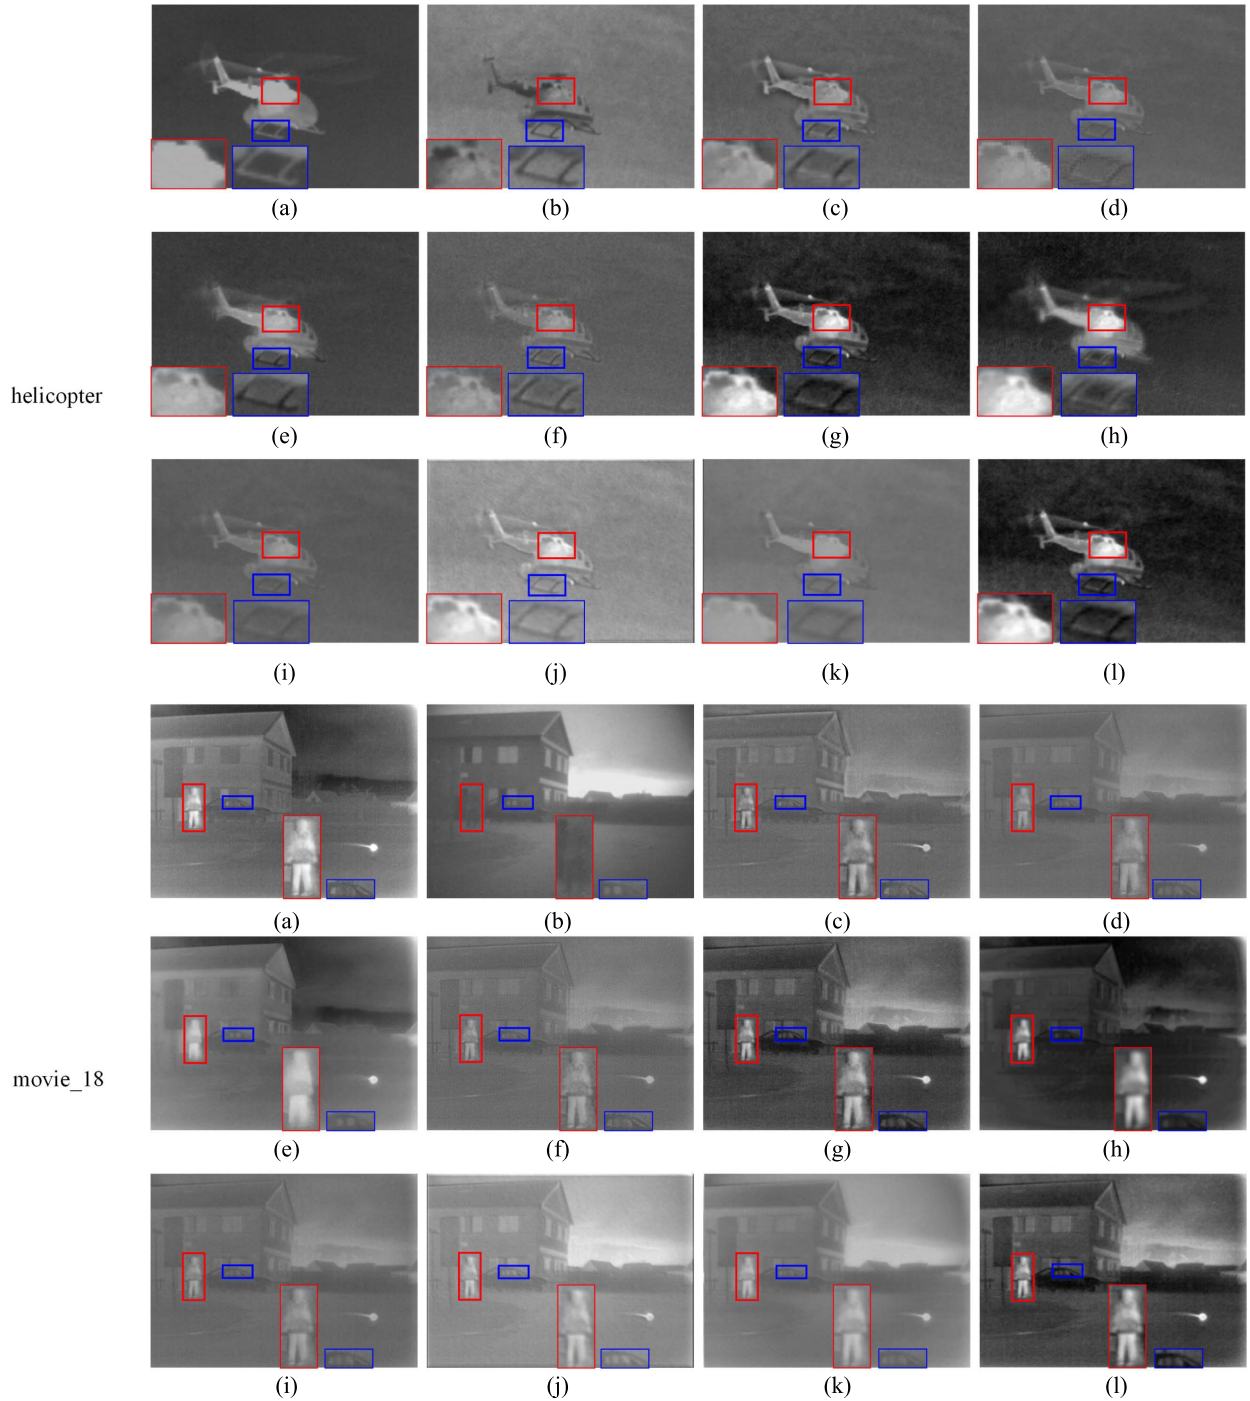 (a) (b) (c) (d)
helicopter
(e) (f) (g) (h)
(i) (j) (k) (l)
(a) (b) (c) (d)
movie_18
(e) (f) (g) (h)
(i) (j) (k) (l)